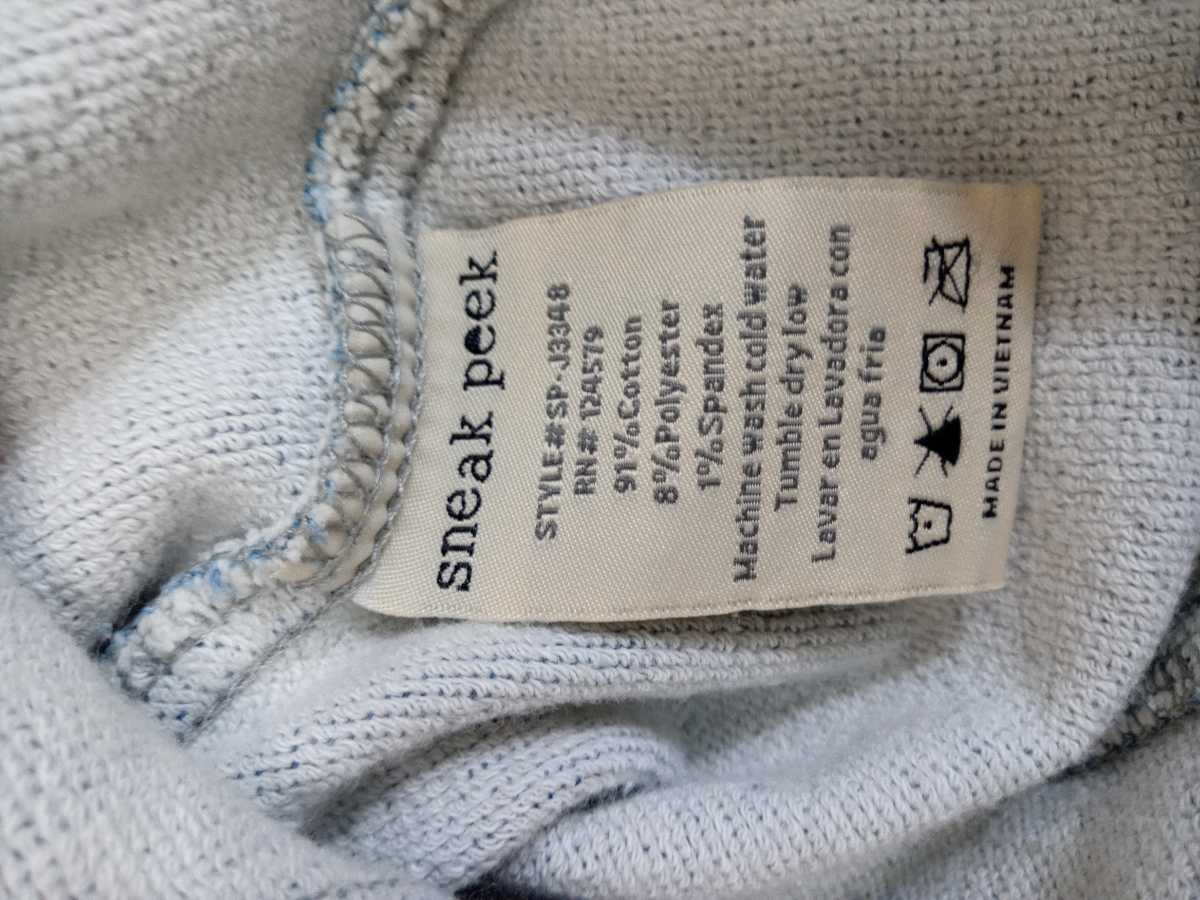 sneak peek
STYLE#SP-J3348
RN# 124579
91%Cotton
8%Polyester
1%Spandex
Machine wash cold water
Tumble dry low
Lavar en Lavadora con
agua fria
MADE IN VIETNAM